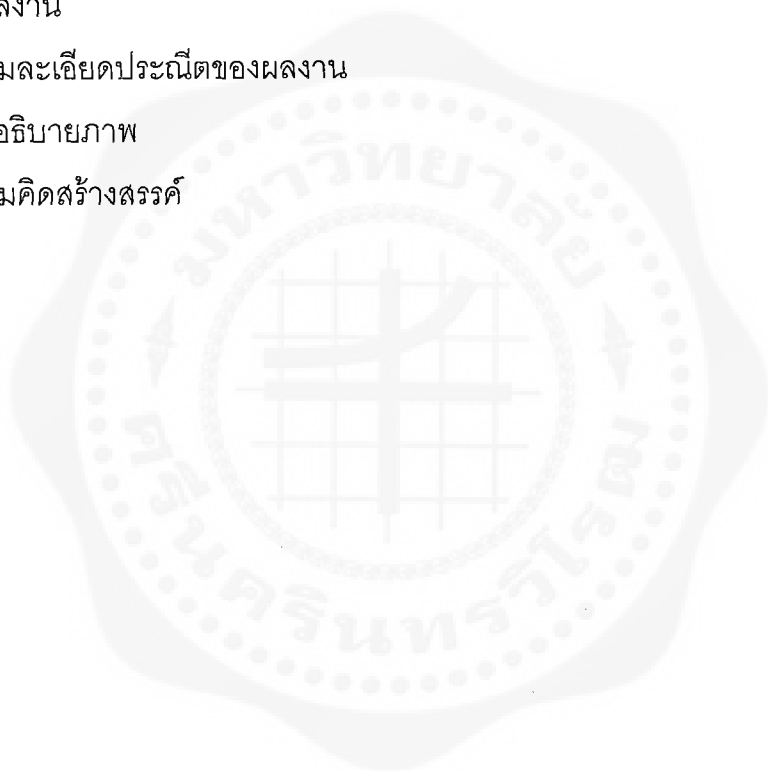 ลงาน
มละเอียดประณีตของผลงาน
อธิบายภาพ
มคิดสร้างสรรค์
มหาวิทยาลัย
ศรีนครินทรวิโรฒ